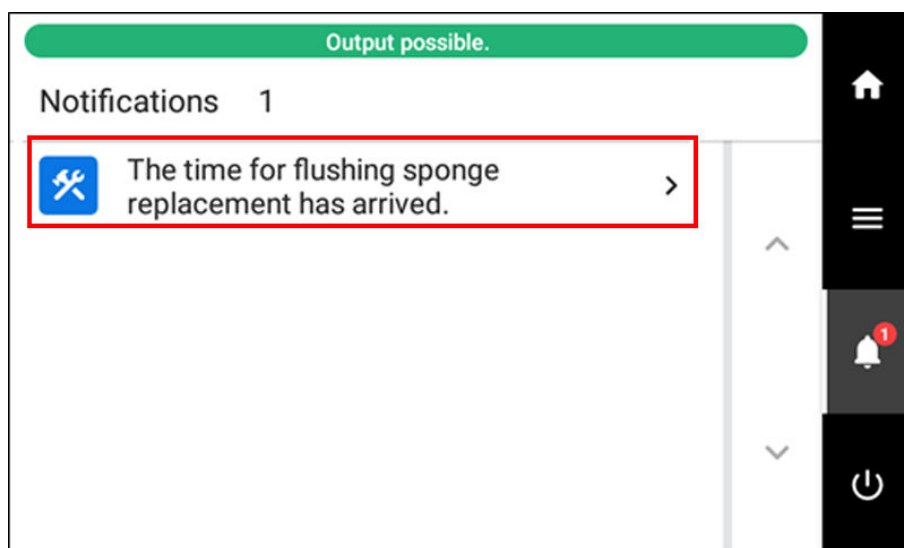 Output possible.
Notifications 1
The time for flushing sponge
replacement has arrived.
1